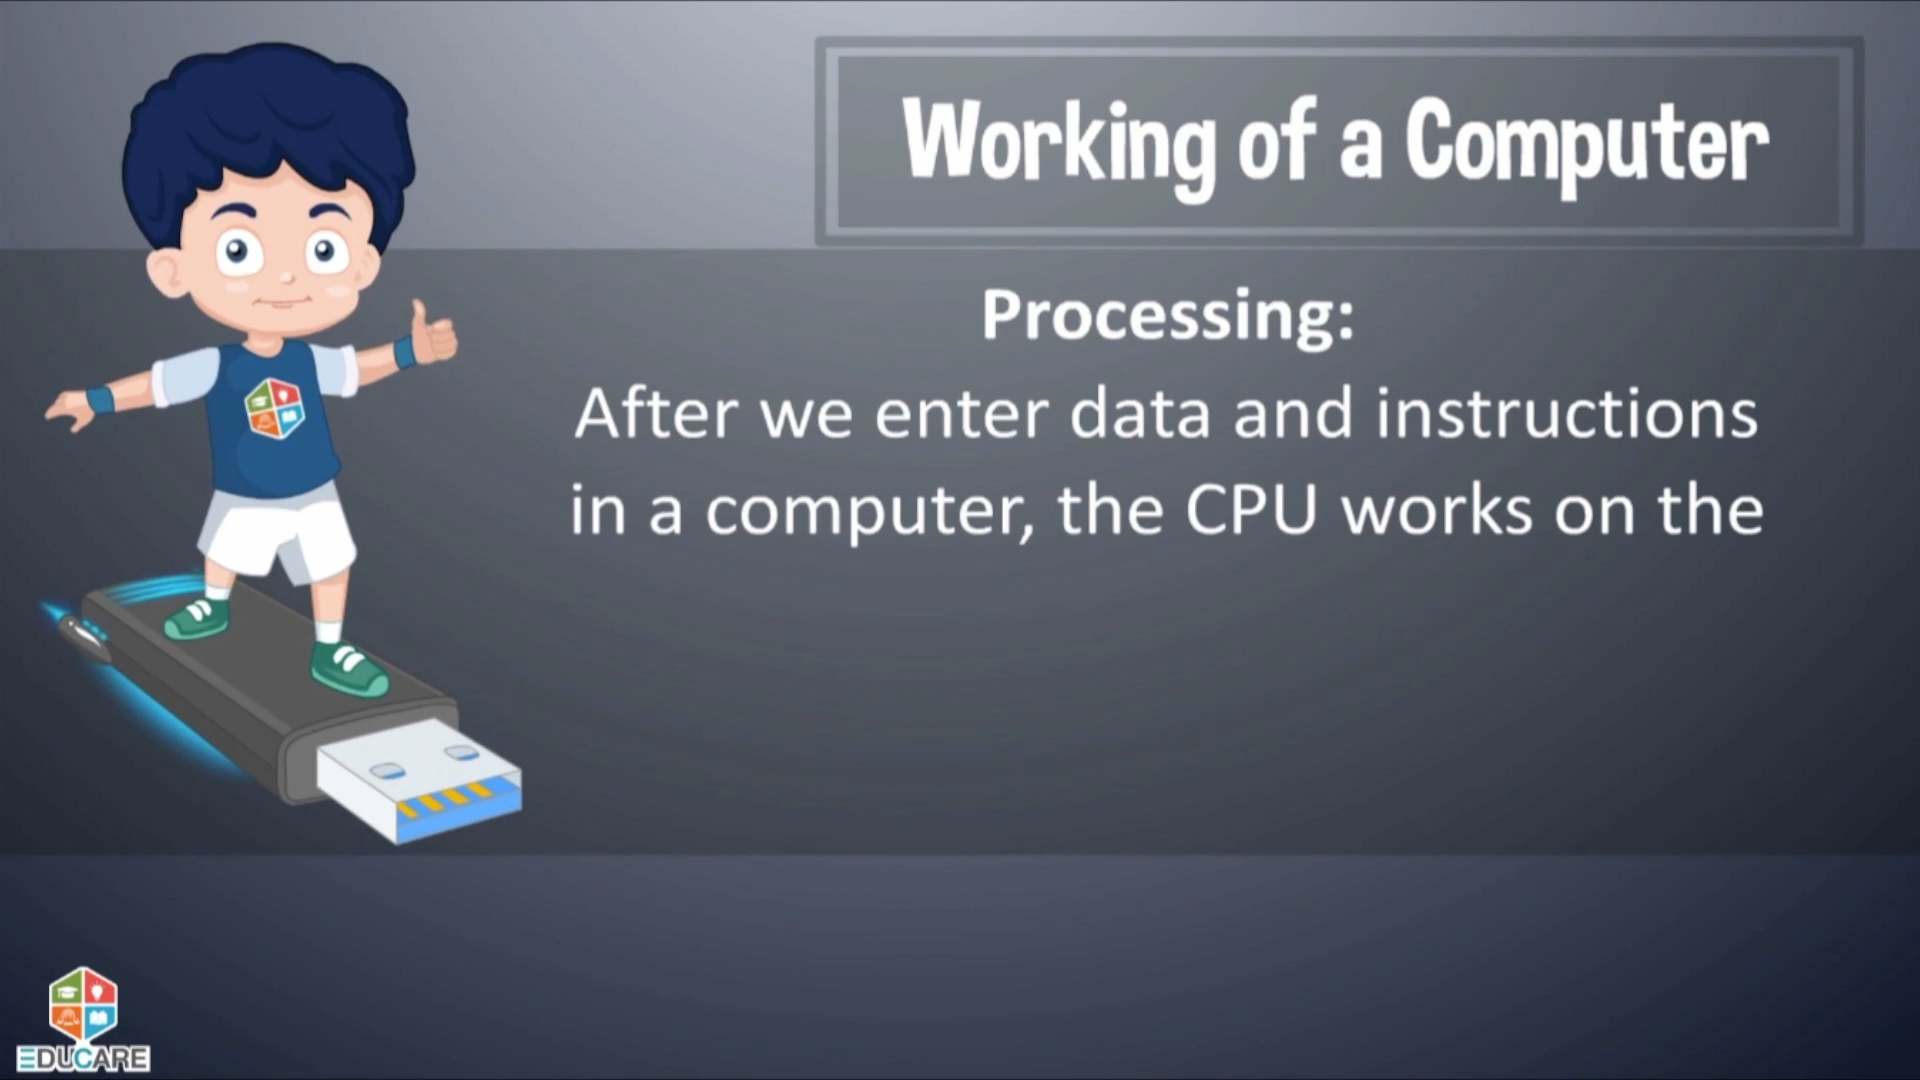 Working of a Computer
Processing:
After we enter data and instructions
in a computer, the CPU works on the
EDUCARE